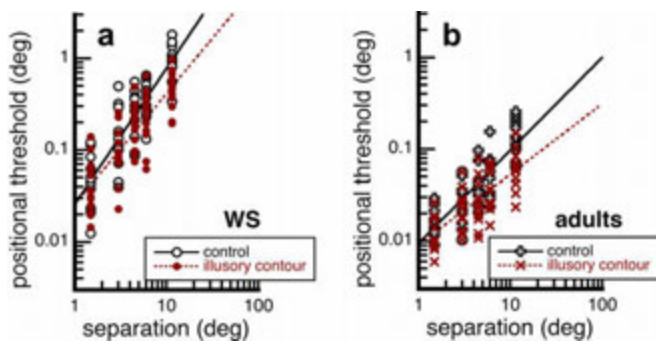 a
b
positional threshold (deg)
1
0.1
0.01
WS
control
illusory contour
1
10
100
separation (deg)
positional threshold (deg)
1
0.1
0.01
adults
control
illusory contour
1
10
100
separation (deg)